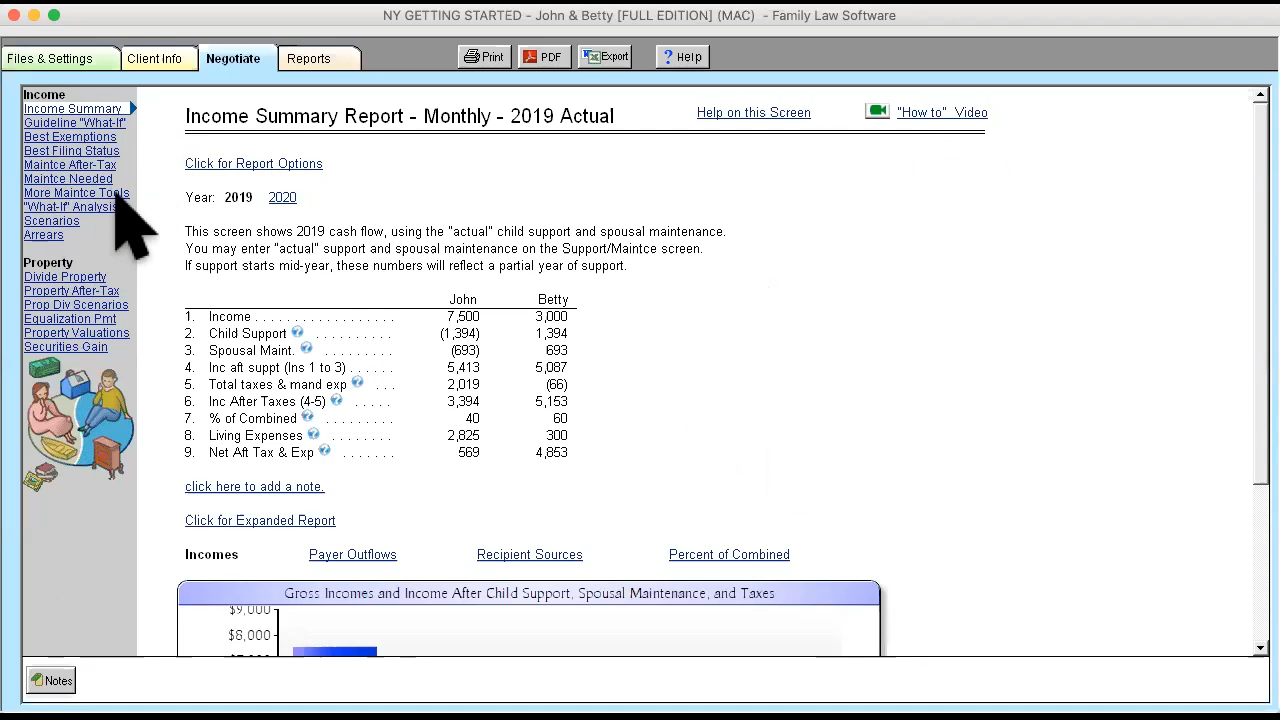 NY GETTING STARTED - John & Betty [FULL EDITION] (MAC)  - Family Law Software
Files & Settings Client Info Negotiate Reports Print PDF Export ? Help
Income
Income Summary
Guideline "What-If"
Best Exemptions
Best Filing Status
Maintce After-Tax
Maintce Needed
More Maintce Tools
"What-If" Analysis
Scenarios
Arrears
Property
Divide Property
Property After-Tax
Prop Div Scenarios
Equalization Pmt
Property Valuations
Securities Gain
Income Summary Report - Monthly - 2019 Actual Help on this Screen "How to" Video
Click for Report Options
Year: 2019 2020
This screen shows 2019 cash flow, using the "actual" child support and spousal maintenance.
You may enter "actual" support and spousal maintenance on the Support/Maintce screen.
If support starts mid-year, these numbers will reflect a partial year of support.
John Betty
1. Income . . . . . . . . . . . . . . . . . . 7,500 3,000
2. Child Support ? . . . . . . . . . . (1,394) 1,394
3. Spousal Maint. ? . . . . . . . . . (693) 693
4. Inc aft suppt (lns 1 to 3) . . . . . . 5,413 5,087
5. Total taxes & mand exp ? . . . 2,019 (66)
6. Inc After Taxes (4-5) ? . . . . . 3,394 5,153
7. % of Combined ? . . . . . . . . . 40 60
8. Living Expenses ? . . . . . . . . 2,825 300
9. Net Aft Tax & Exp ? . . . . . . . 569 4,853
click here to add a note.
Click for Expanded Report
Incomes Payer Outflows Recipient Sources Percent of Combined
Gross Incomes and Income After Child Support, Spousal Maintenance, and Taxes
$9,000
$8,000
Notes